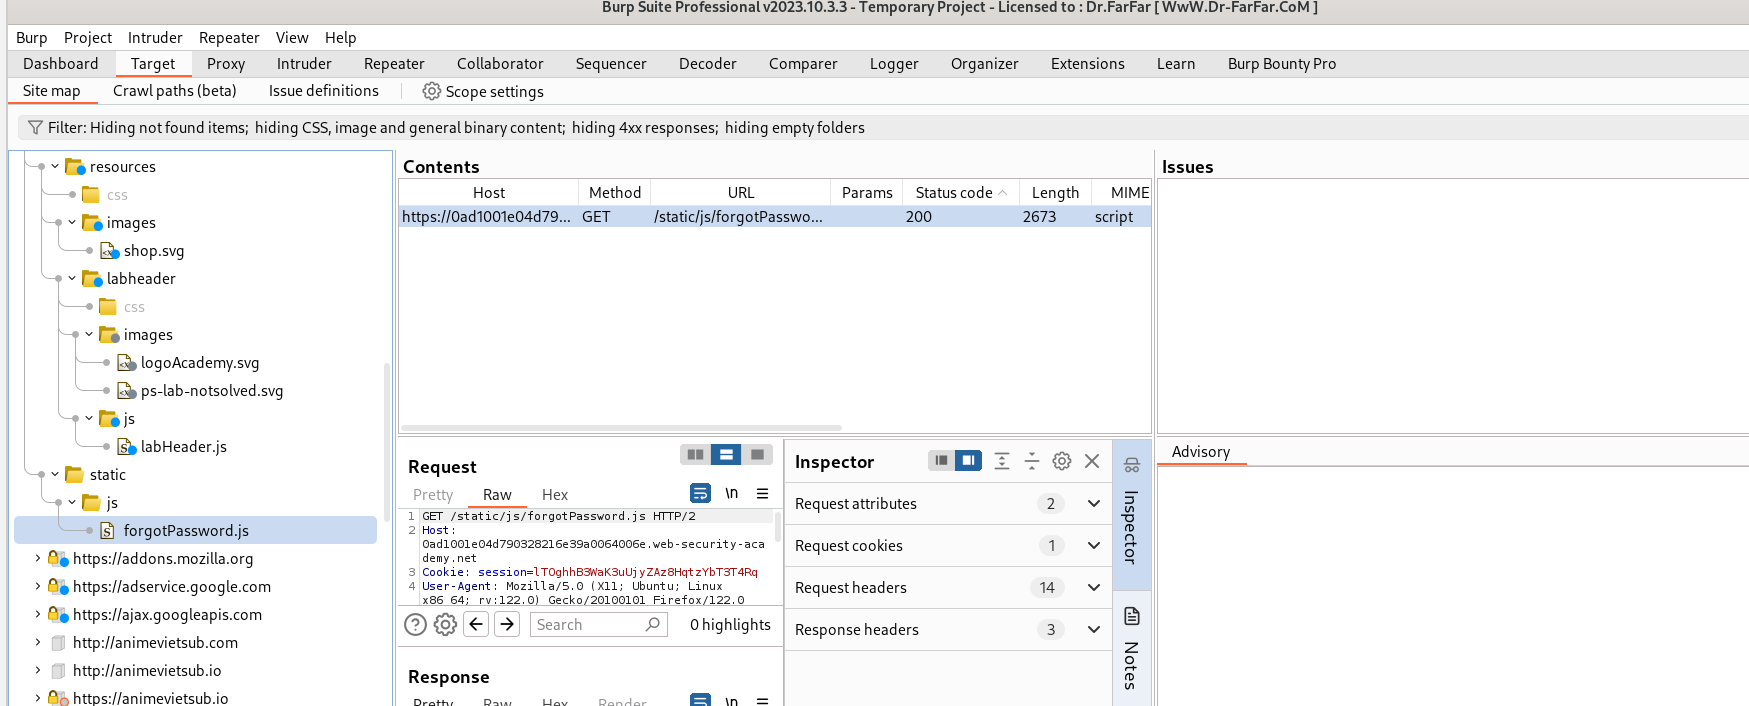 Burp Suite Professional v2023.10.3.3 - Temporary Project - Licensed to : Dr.FarFar [ WwW.Dr-FarFar.CoM ]
Burp Project Intruder Repeater View Help
Dashboard Target Proxy Intruder Repeater Collaborator Sequencer Decoder Comparer Logger Organizer Extensions Learn Burp Bounty Pro
Site map Crawl paths (beta) Issue definitions Scope settings
Filter: Hiding not found items; hiding CSS, image and general binary content; hiding 4xx responses; hiding empty folders
resources
css
images
shop.svg
labheader
css
images
logoAcademy.svg
ps-lab-notsolved.svg
js
labHeader.js
static
js
forgotPassword.js
https://addons.mozilla.org
https://adservice.google.com
https://ajax.googleapis.com
http://animevietsub.com
http://animevietsub.io
https://animevietsub.io
Contents
Host Method URL Params Status code Length MIME
https://0ad1001e04d79... GET /static/js/forgotPasswo... 200 2673 script
Issues
Advisory
Request
Pretty Raw Hex \n
1 GET /static/js/forgotPassword.js HTTP/2
2 Host:
0ad1001e04d790328216e39a0064006e.web-security-aca
demy.net
3 Cookie: session=lTOghhB3WaK3uUjyZAz8HqtzYbT3T4Rq
4 User-Agent: Mozilla/5.0 (X11; Ubuntu; Linux
x86_64; rv:122.0) Gecko/20100101 Firefox/122.0
Search 0 highlights
Response
Pretty Raw Hex Render \n
Inspector
Request attributes 2
Request cookies 1
Request headers 14
Response headers 3
Inspector
Notes